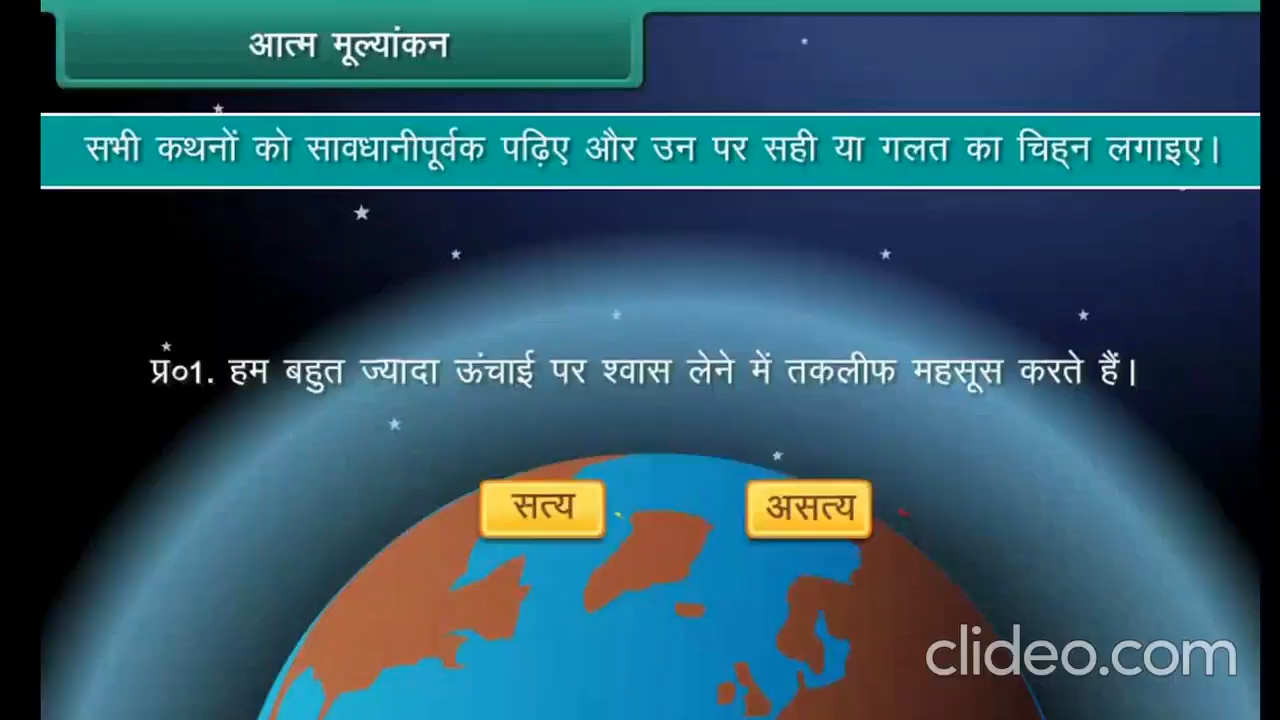 आत्म मूल्यांकन
सभी कथनों को सावधानीपूर्वक पढ़िए और उन पर सही या गलत का चिह्न लगाइए।
प्र०1. हम बहुत ज्यादा ऊंचाई पर श्वास लेने में तकलीफ महसूस करते हैं।
सत्य असत्य
clideo.com